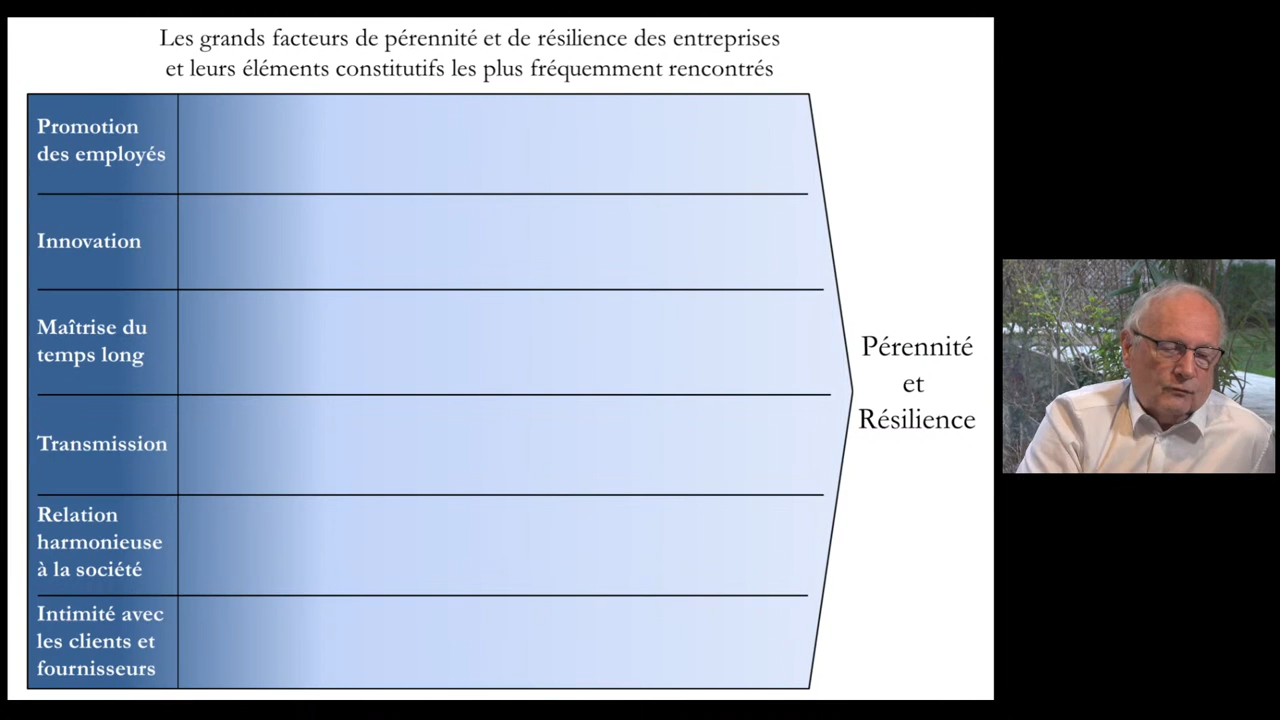 Les grands facteurs de pérennité et de résilience des entreprises
et leurs éléments constitutifs les plus fréquemment rencontrés
Promotion
des employés
Innovation
Maîtrise du
temps long
Transmission
Relation
harmonieuse
à la société
Intimité avec
les clients et
fournisseurs
Pérennité
et
Résilience